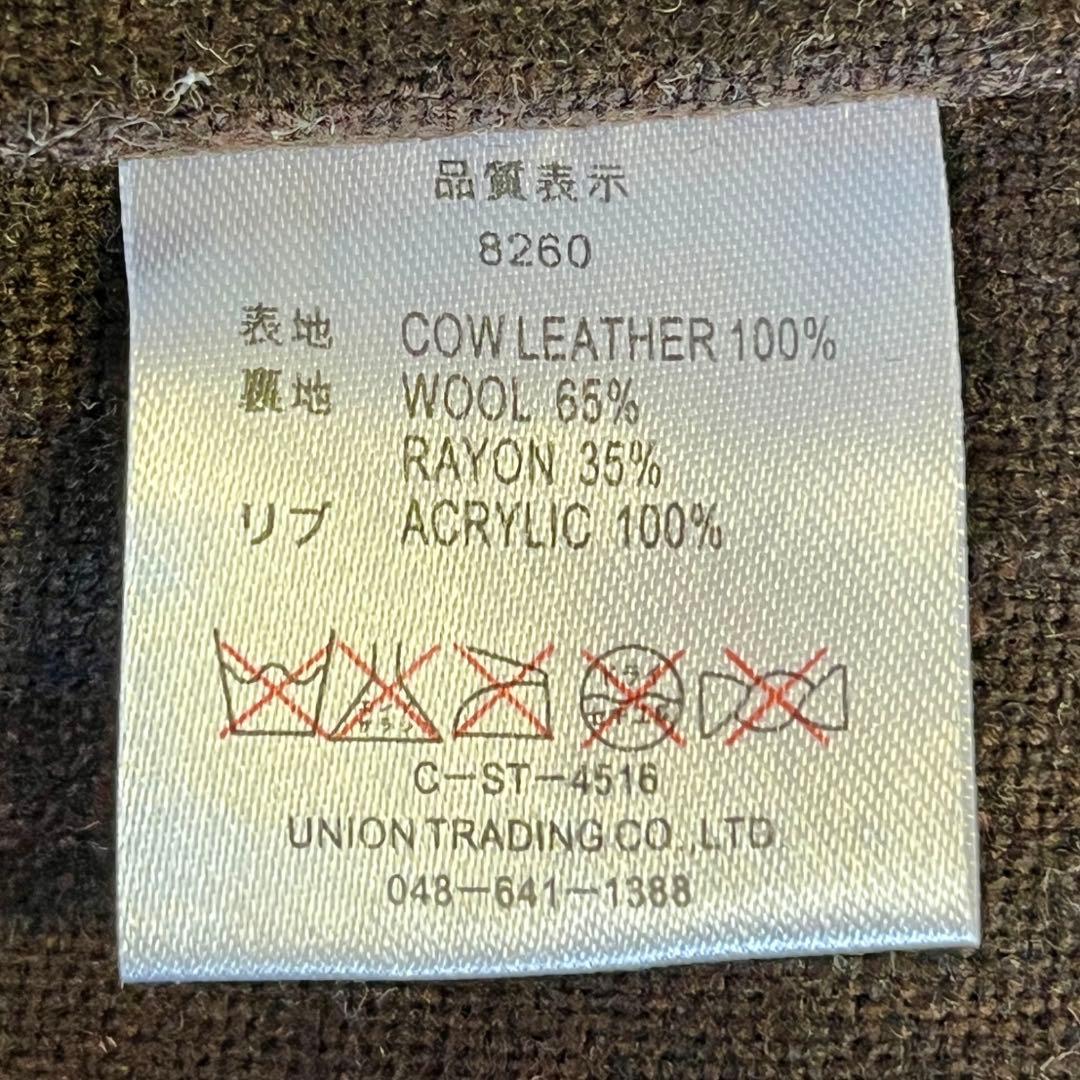 品質表示
8260
表地 COW LEATHER 100%
裏地 WOOL 65%
RAYON 35%
リブ ACRYLIC 100%
C-ST-4516
UNION TRADING CO.,LTD
048-641-1388